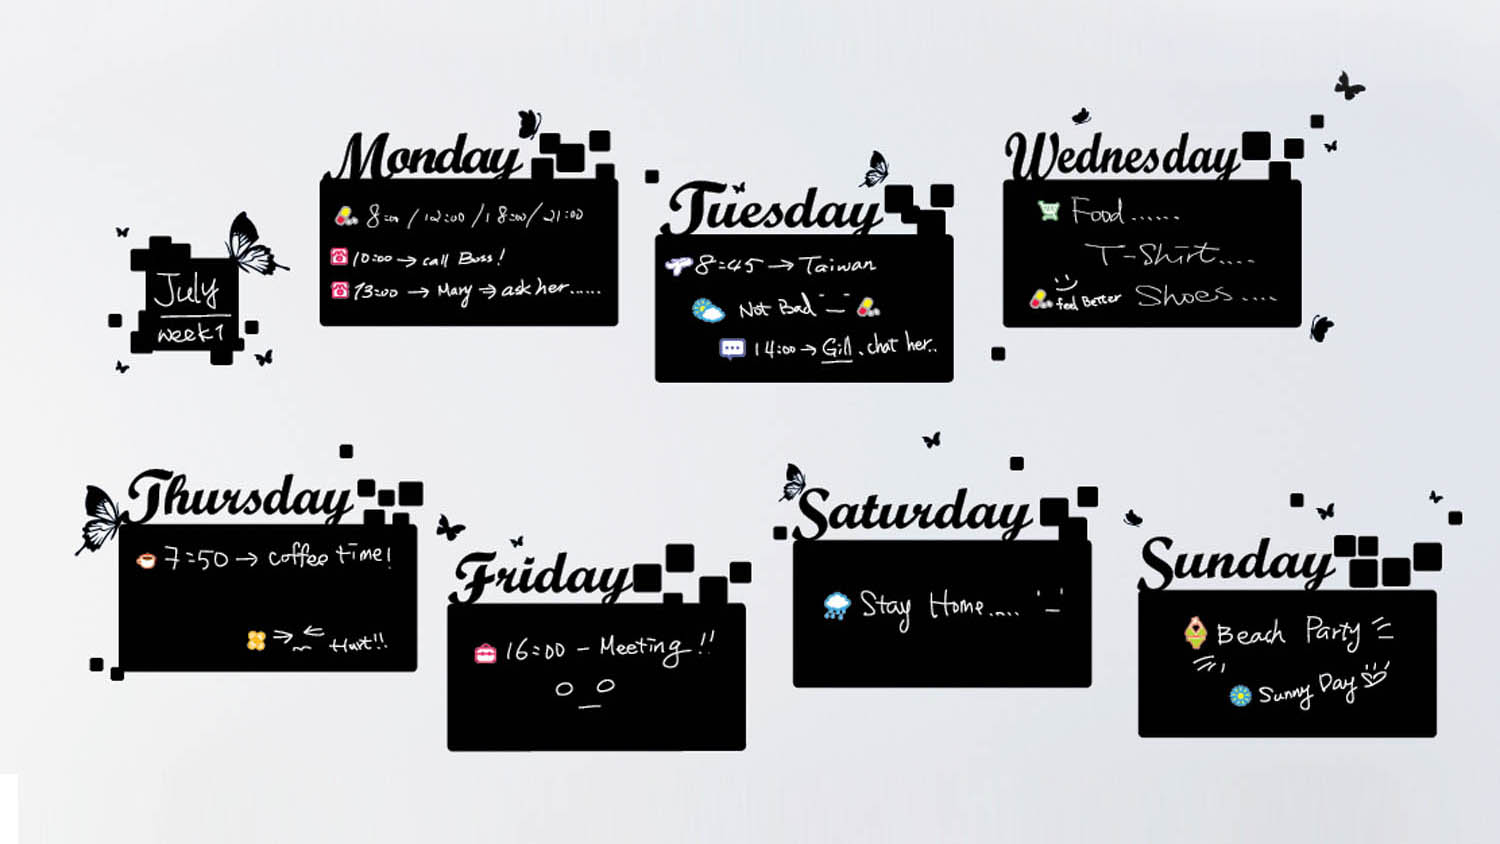 July
week 1
Monday
8:00 / 12:00 / 18:00 / 21:00
10:00 → call Boss!
13:00 → Mary → ask her......
Tuesday
8:45 → Taiwan
Not Bad
14:00 → Gill. chat her..
Wednesday
Food......
T-Shirt....
feel Better Shoes....
Thursday
7:50 → coffee time!
Hurt!!
Friday
16:00 - Meeting!!
Saturday
Stay Home....
Sunday
Beach Party
Sunny Day